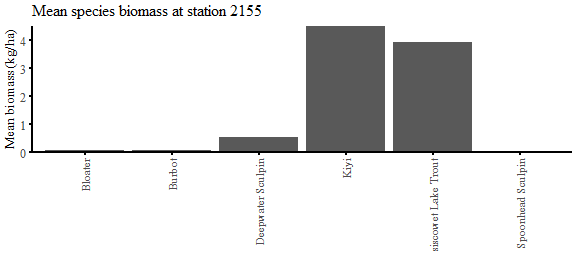 Mean species biomass at station 2155
Mean biomass (kg/ha)
4
3
2
1
0
Bloater
Burbot
Deepwater Sculpin
Kiyi
siscowet Lake Trout
Spoonhead Sculpin